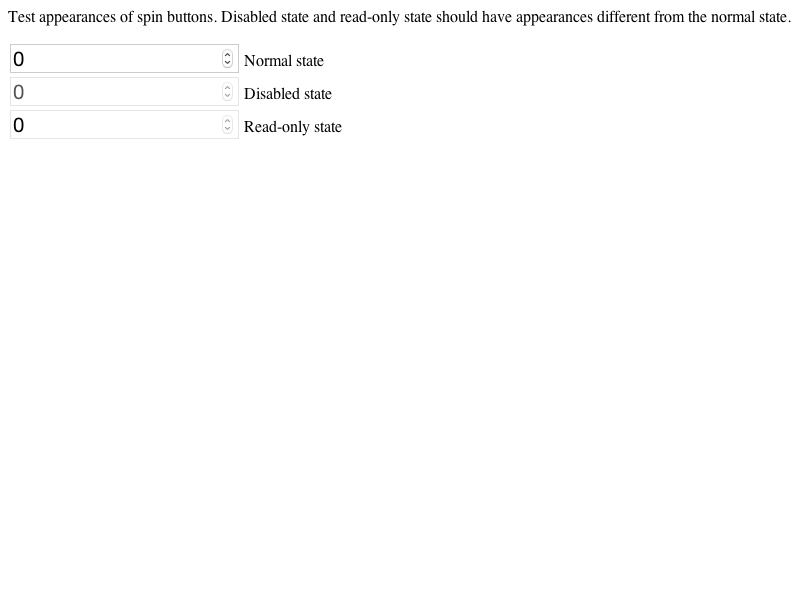 Test appearances of spin buttons. Disabled state and read-only state should have appearances different from the normal state.
0 Normal state
0 Disabled state
0 Read-only state